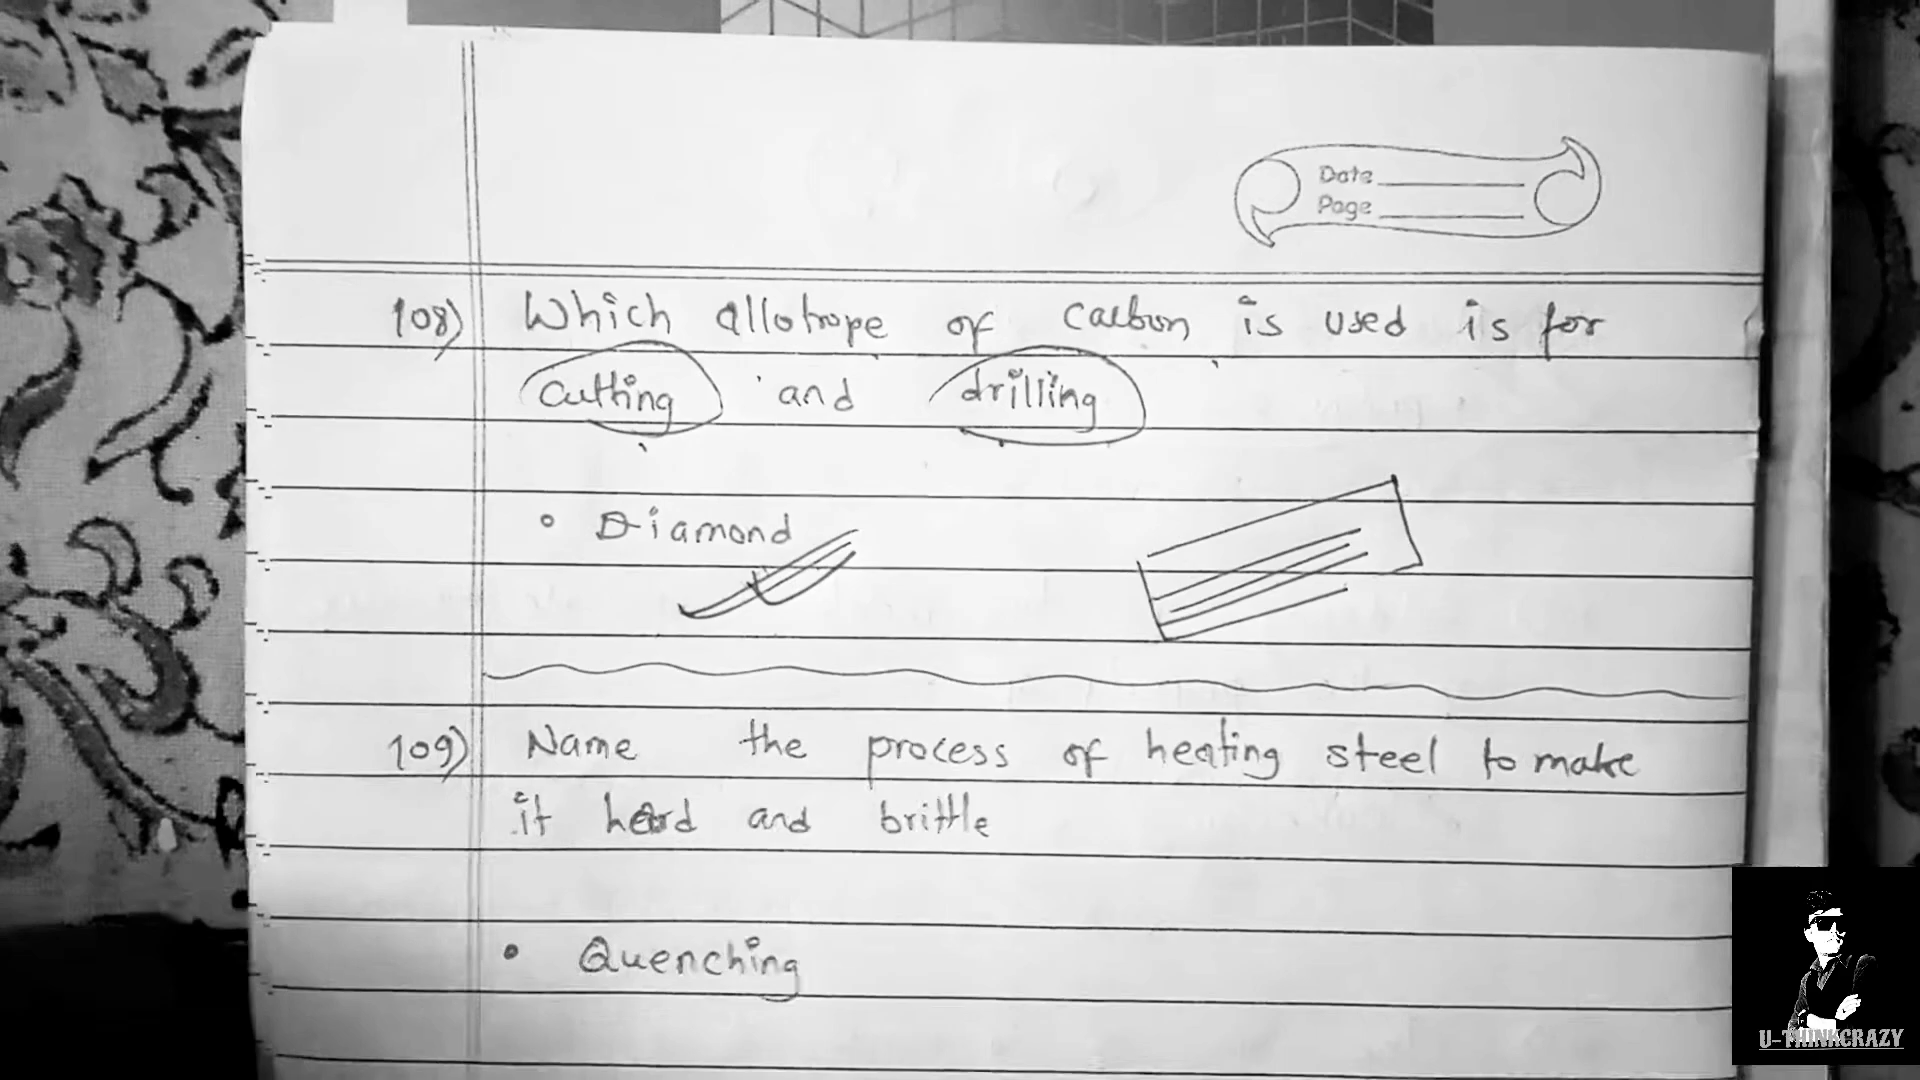 Date
Page
108) Which allotrope of carbon is used is for
cutting and drilling
• Diamond
109) Name the process of heating steel to make
it hard and brittle
• Quenching
U-THINKCRAZY